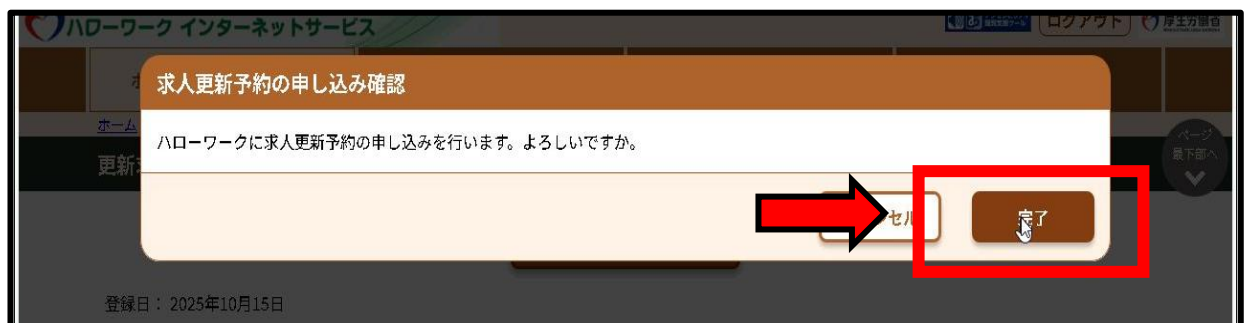 ハローワーク インターネットサービス
ログアウト
厚生労働省
求人更新予約の申し込み確認
ホーム
ハローワークに求人更新予約の申し込みを行います。よろしいですか。
ページ
最下部へ
更新
セル
完了
登録日：2025年10月15日